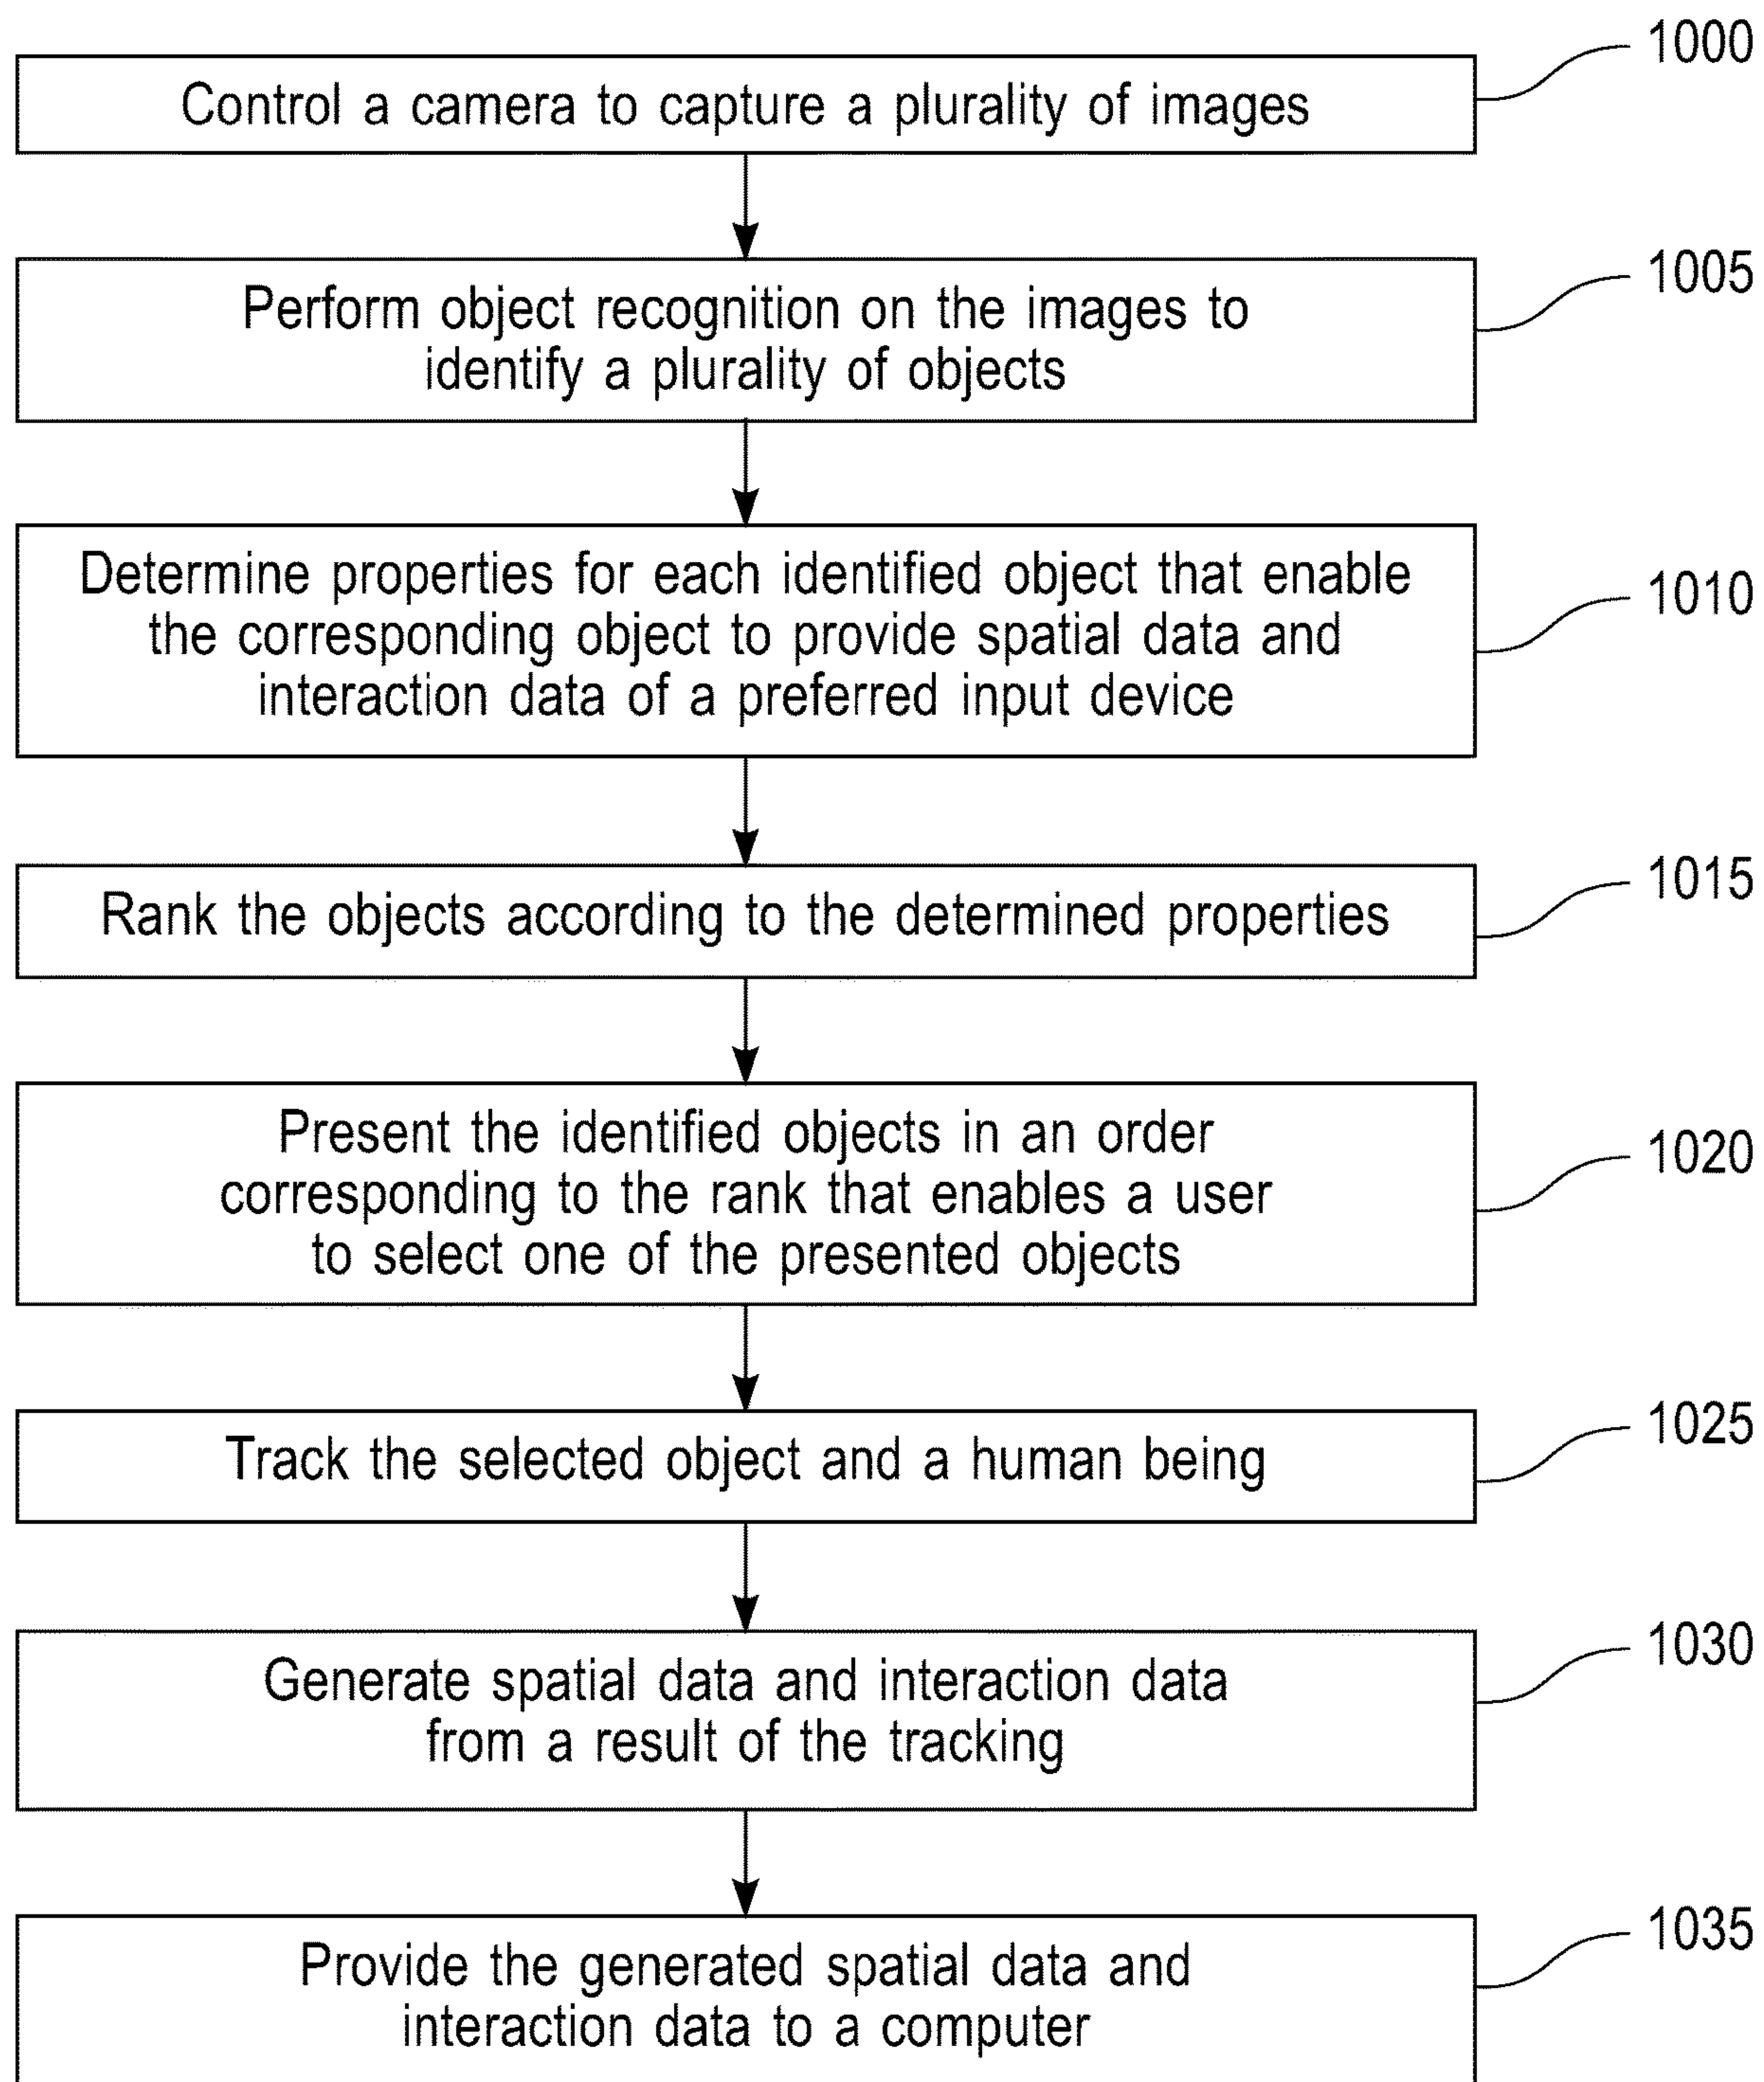 1000
Control a camera to capture a plurality of images
1005
Perform object recognition on the images to
identify a plurality of objects
1010
Determine properties for each identified object that enable
the corresponding object to provide spatial data and
interaction data of a preferred input device
1015
Rank the objects according to the determined properties
1020
Present the identified objects in an order
corresponding to the rank that enables a user
to select one of the presented objects
1025
Track the selected object and a human being
1030
Generate spatial data and interaction data
from a result of the tracking
1035
Provide the generated spatial data and
interaction data to a computer